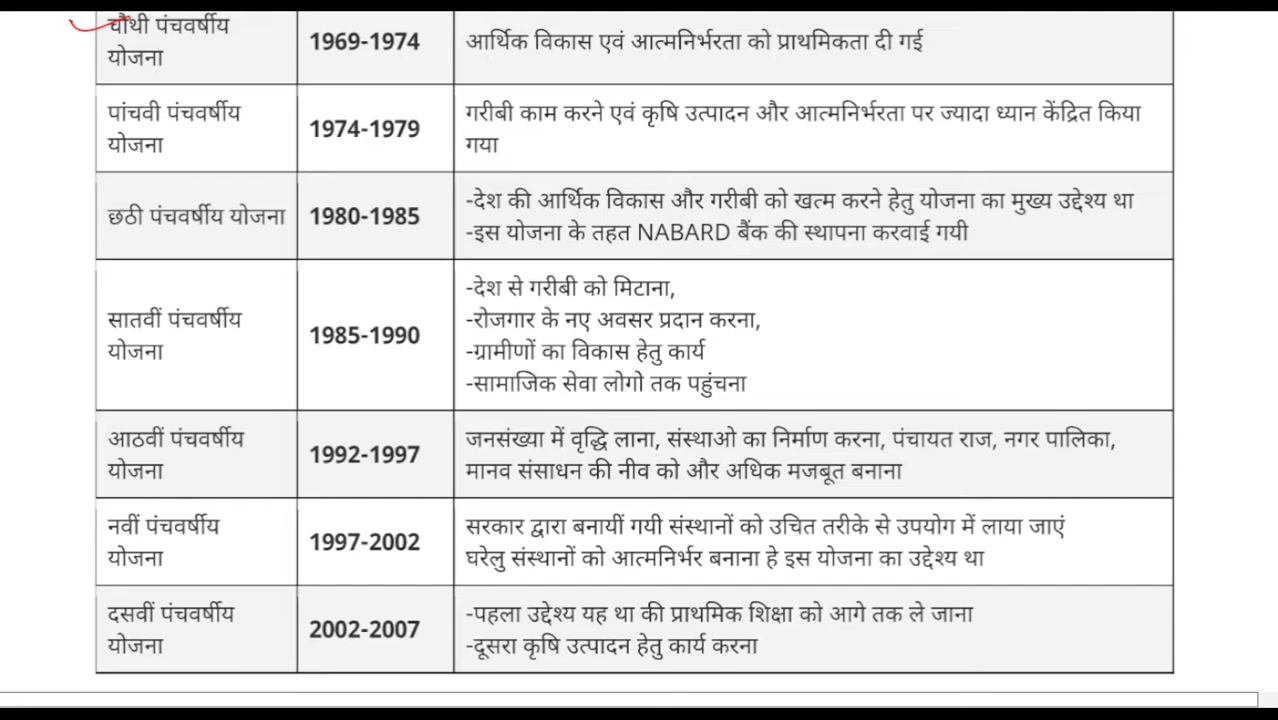 चौथी पंचवर्षीय
योजना
1969-1974
आर्थिक विकास एवं आत्मनिर्भरता को प्राथमिकता दी गई
पांचवी पंचवर्षीय
योजना
1974-1979
गरीबी काम करने एवं कृषि उत्पादन और आत्मनिर्भरता पर ज्यादा ध्यान केंद्रित किया
गया
छठी पंचवर्षीय योजना
1980-1985
-देश की आर्थिक विकास और गरीबी को खत्म करने हेतु योजना का मुख्य उद्देश्य था
-इस योजना के तहत NABARD बैंक की स्थापना करवाई गयी
सातवीं पंचवर्षीय
योजना
1985-1990
-देश से गरीबी को मिटाना,
-रोजगार के नए अवसर प्रदान करना,
-ग्रामीणों का विकास हेतु कार्य
-सामाजिक सेवा लोगो तक पहुंचना
आठवीं पंचवर्षीय
योजना
1992-1997
जनसंख्या में वृद्धि लाना, संस्थाओ का निर्माण करना, पंचायत राज, नगर पालिका,
मानव संसाधन की नीव को और अधिक मजबूत बनाना
नवीं पंचवर्षीय
योजना
1997-2002
सरकार द्वारा बनायीं गयी संस्थानों को उचित तरीके से उपयोग में लाया जाएं
घरेलु संस्थानों को आत्मनिर्भर बनाना हे इस योजना का उद्देश्य था
दसवीं पंचवर्षीय
योजना
2002-2007
-पहला उद्देश्य यह था की प्राथमिक शिक्षा को आगे तक ले जाना
-दूसरा कृषि उत्पादन हेतु कार्य करना